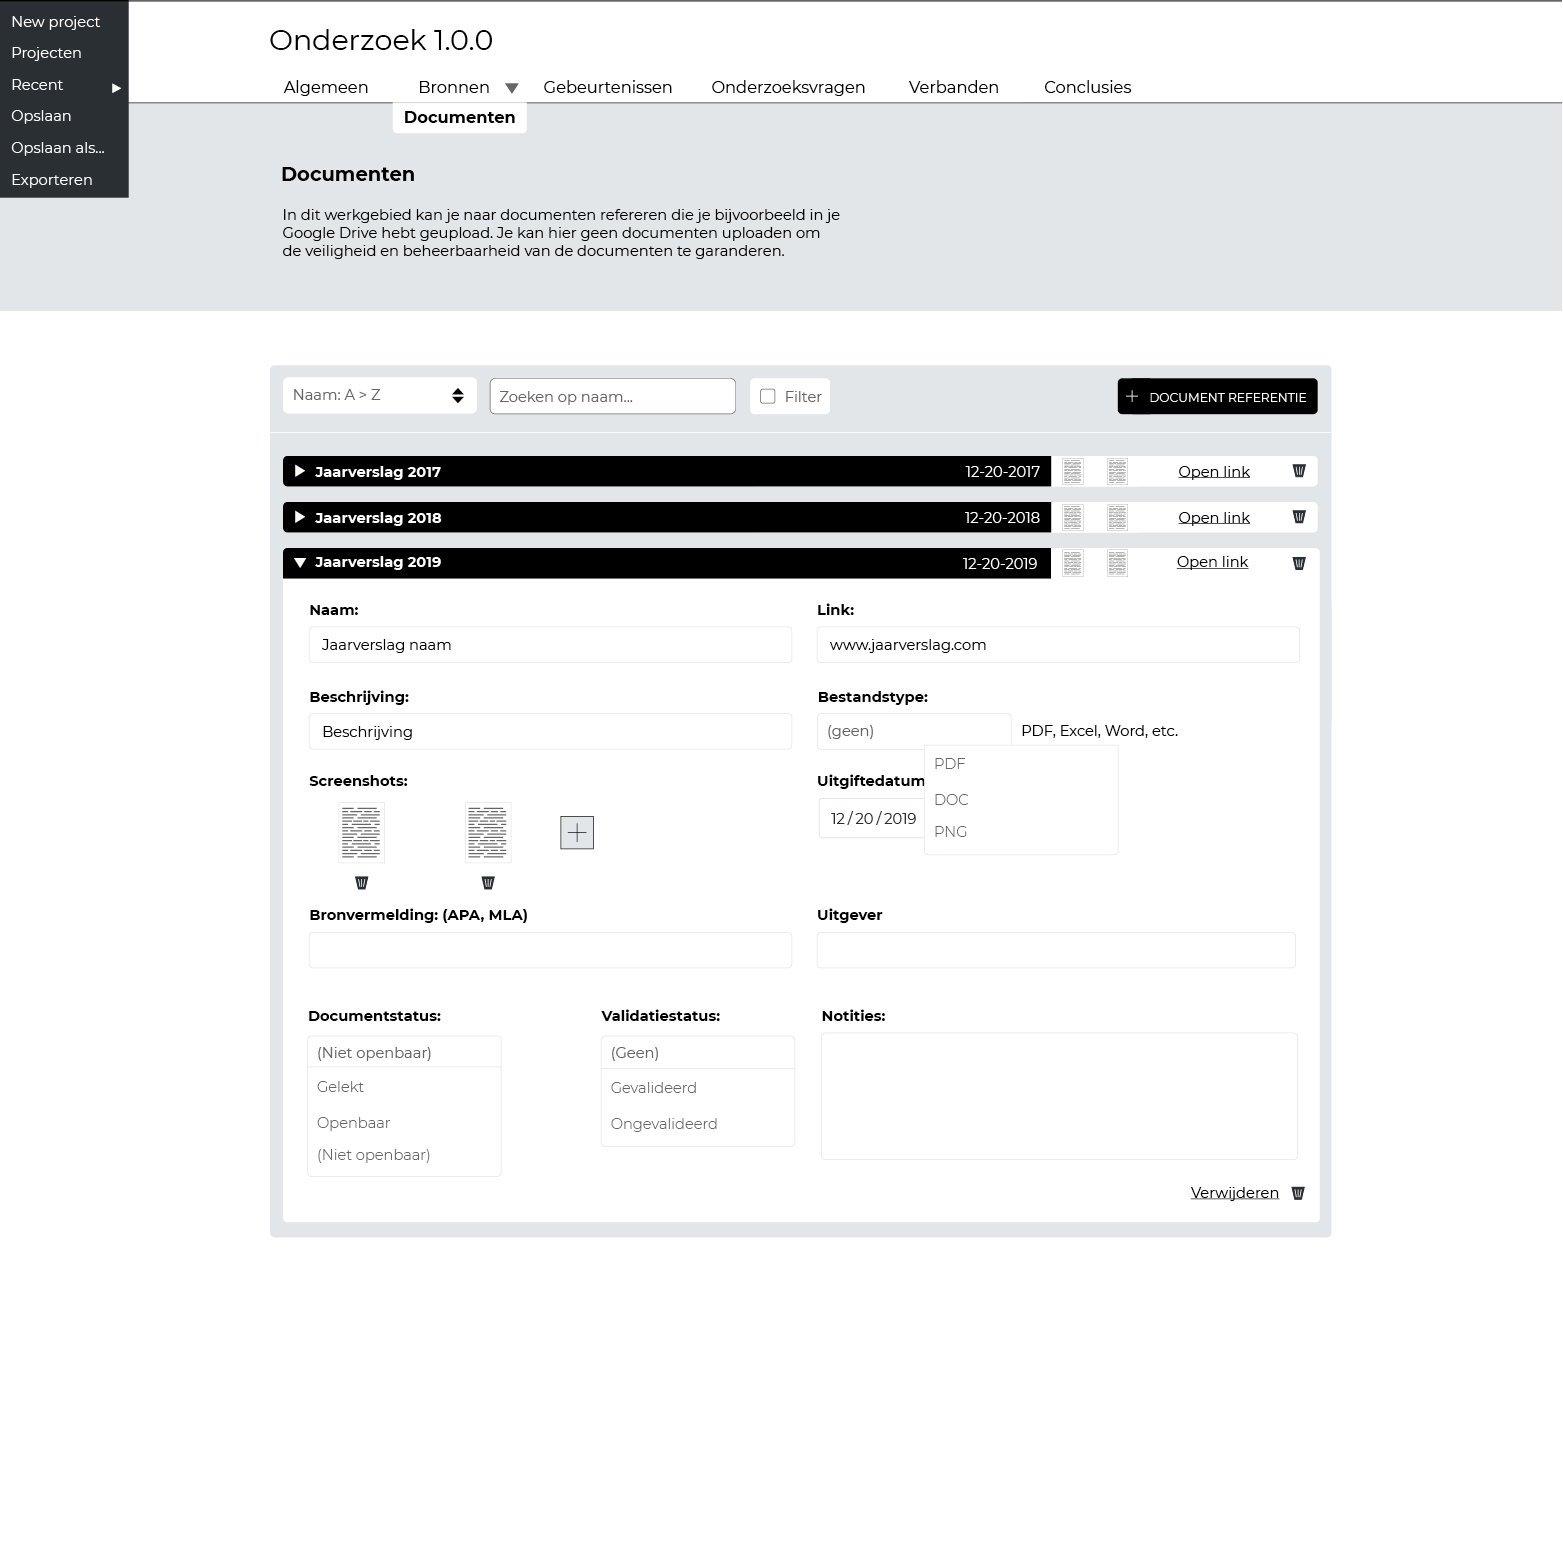 New project
Projecten
Recent
Opslaan
Opslaan als...
Exporteren
Onderzoek 1.0.0
Algemeen Bronnen Gebeurtenissen Onderzoeksvragen Verbanden Conclusies
Documenten
Documenten
In dit werkgebied kan je naar documenten refereren die je bijvoorbeeld in je
Google Drive hebt geupload. Je kan hier geen documenten uploaden om
de veiligheid en beheerbaarheid van de documenten te garanderen.
Naam: A > Z Zoeken op naam... Filter + DOCUMENT REFERENTIE
Jaarverslag 2017 12-20-2017 Open link
Jaarverslag 2018 12-20-2018 Open link
Jaarverslag 2019 12-20-2019 Open link
Naam: Link:
Jaarverslag naam www.jaarverslag.com
Beschrijving: Bestandstype:
Beschrijving (geen) PDF, Excel, Word, etc.
PDF
Screenshots: Uitgiftedatum
DOC
12 / 20 / 2019
PNG
Bronvermelding: (APA, MLA) Uitgever
Documentstatus: Validatiestatus: Notities:
(Niet openbaar) (Geen)
Gelekt Gevalideerd
Openbaar Ongevalideerd
(Niet openbaar)
Verwijderen